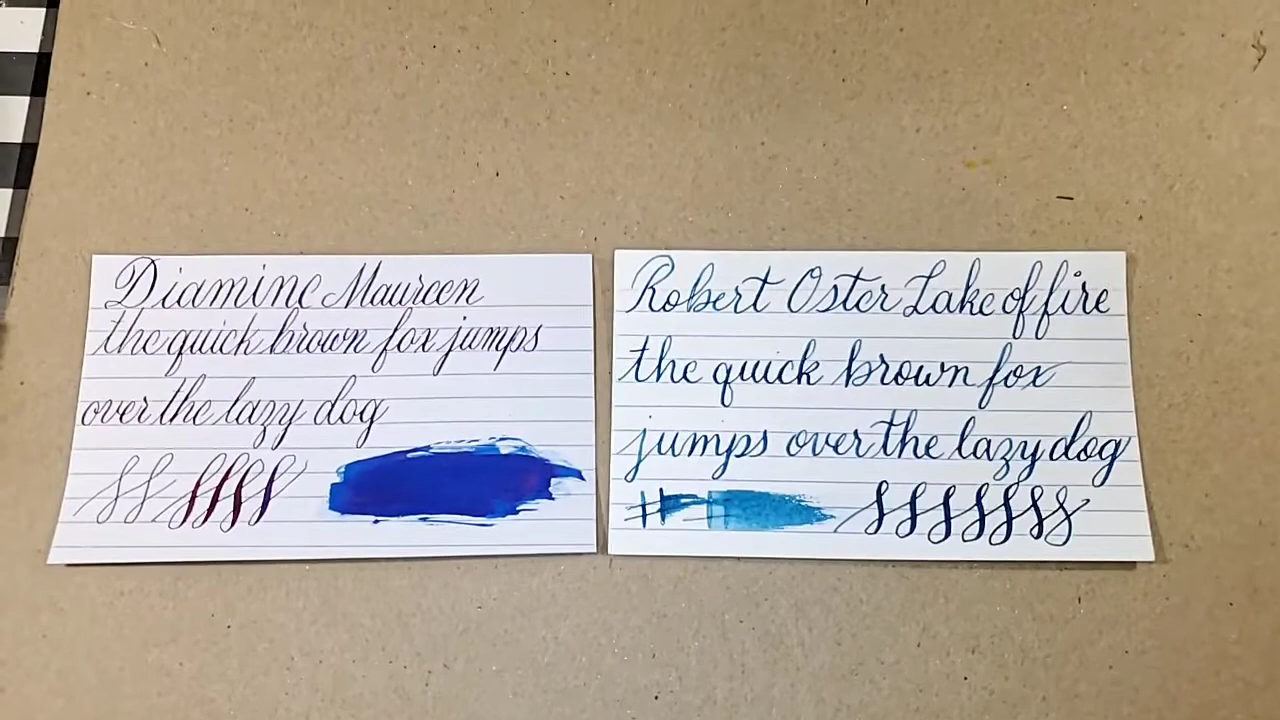 Diamine Maureen
the quick brown fox jumps
over the lazy dog
Robert Oster Lake of fire
the quick brown fox
jumps over the lazy dog